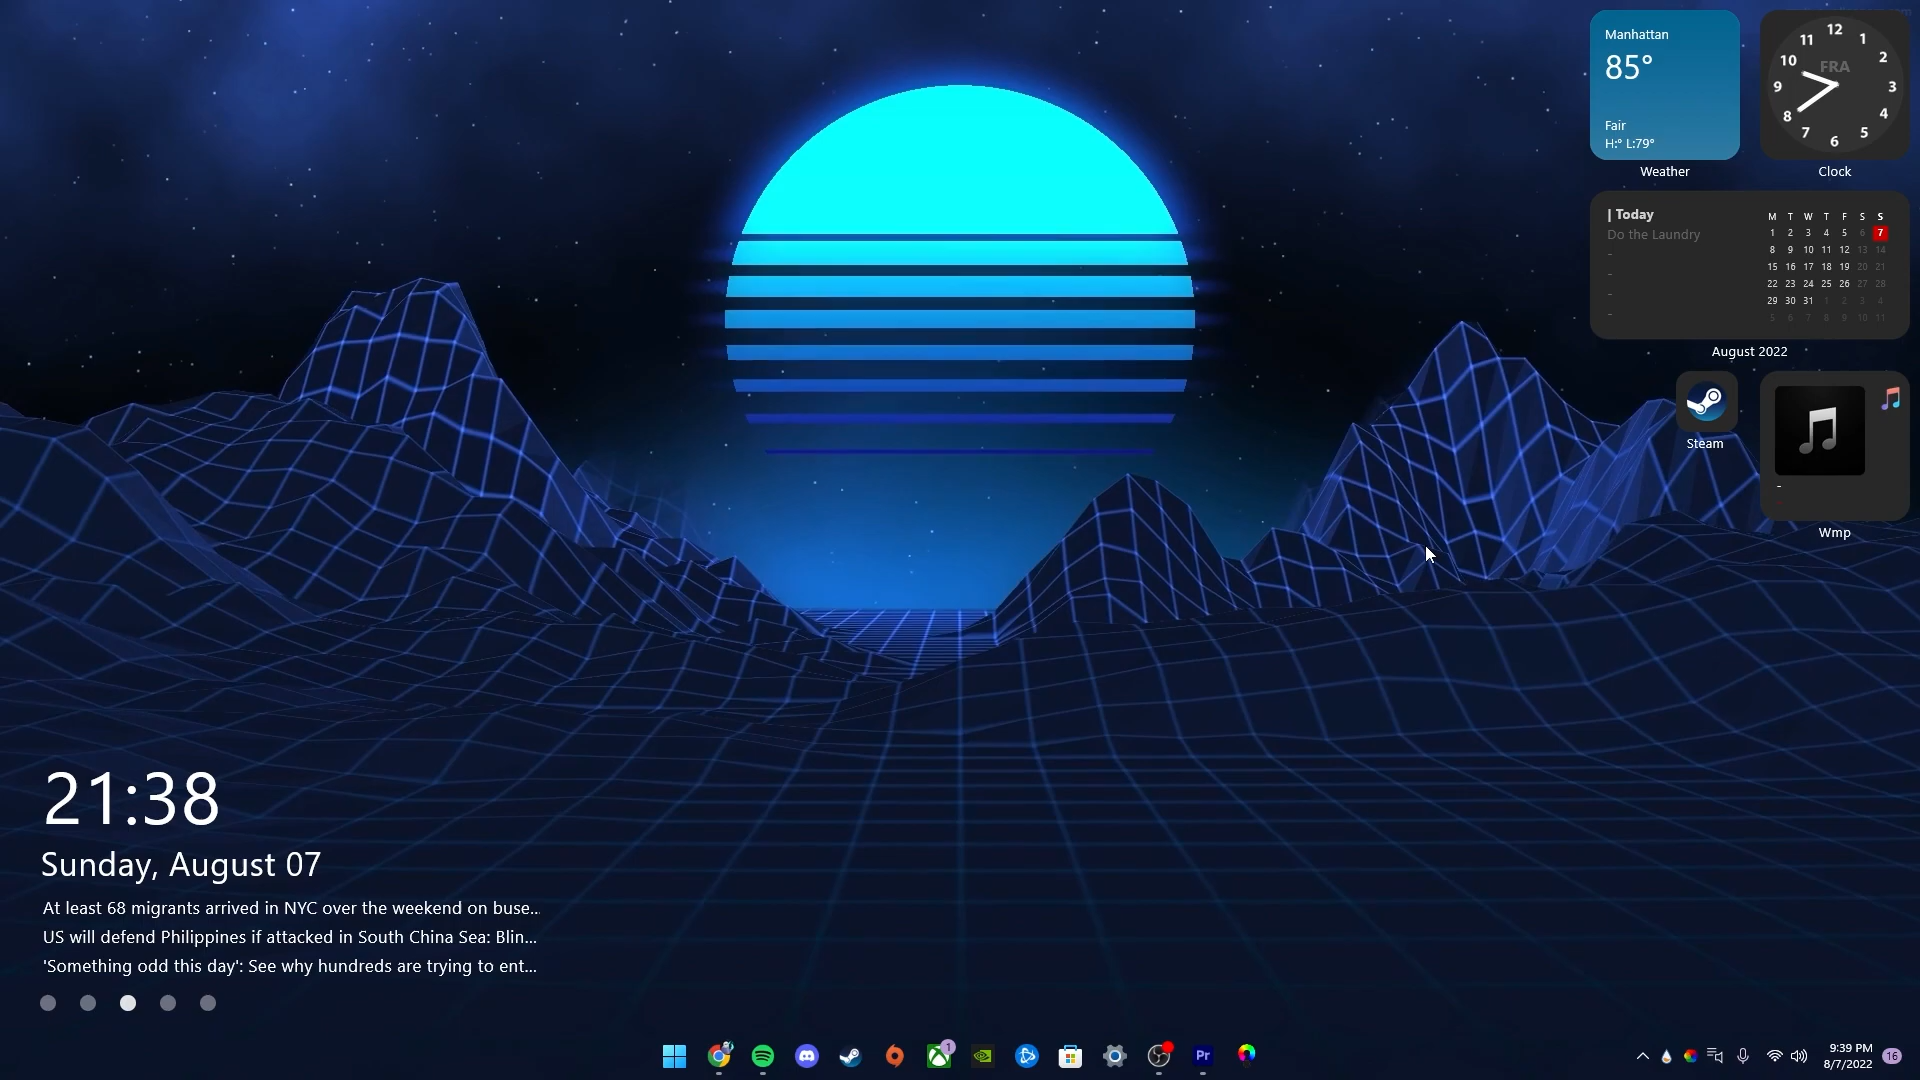 Manhattan
85°
Fair
H:° L:79°
Weather
12
11 1
10 FRA 2
9 3
8 4
7 5
6
Clock
| Today
Do the Laundry
-
-
-
-
M T W T F S S
1 2 3 4 5 6 7
8 9 10 11 12 13 14
15 16 17 18 19 20 21
22 23 24 25 26 27 28
29 30 31 1 2 3 4
5 6 7 8 9 10 11
August 2022
Steam
-
Wmp
21:38
Sunday, August 07
At least 68 migrants arrived in NYC over the weekend on buse...
US will defend Philippines if attacked in South China Sea: Blin...
'Something odd this day': See why hundreds are trying to ent...
1
Pr
9:39 PM
8/7/2022
16